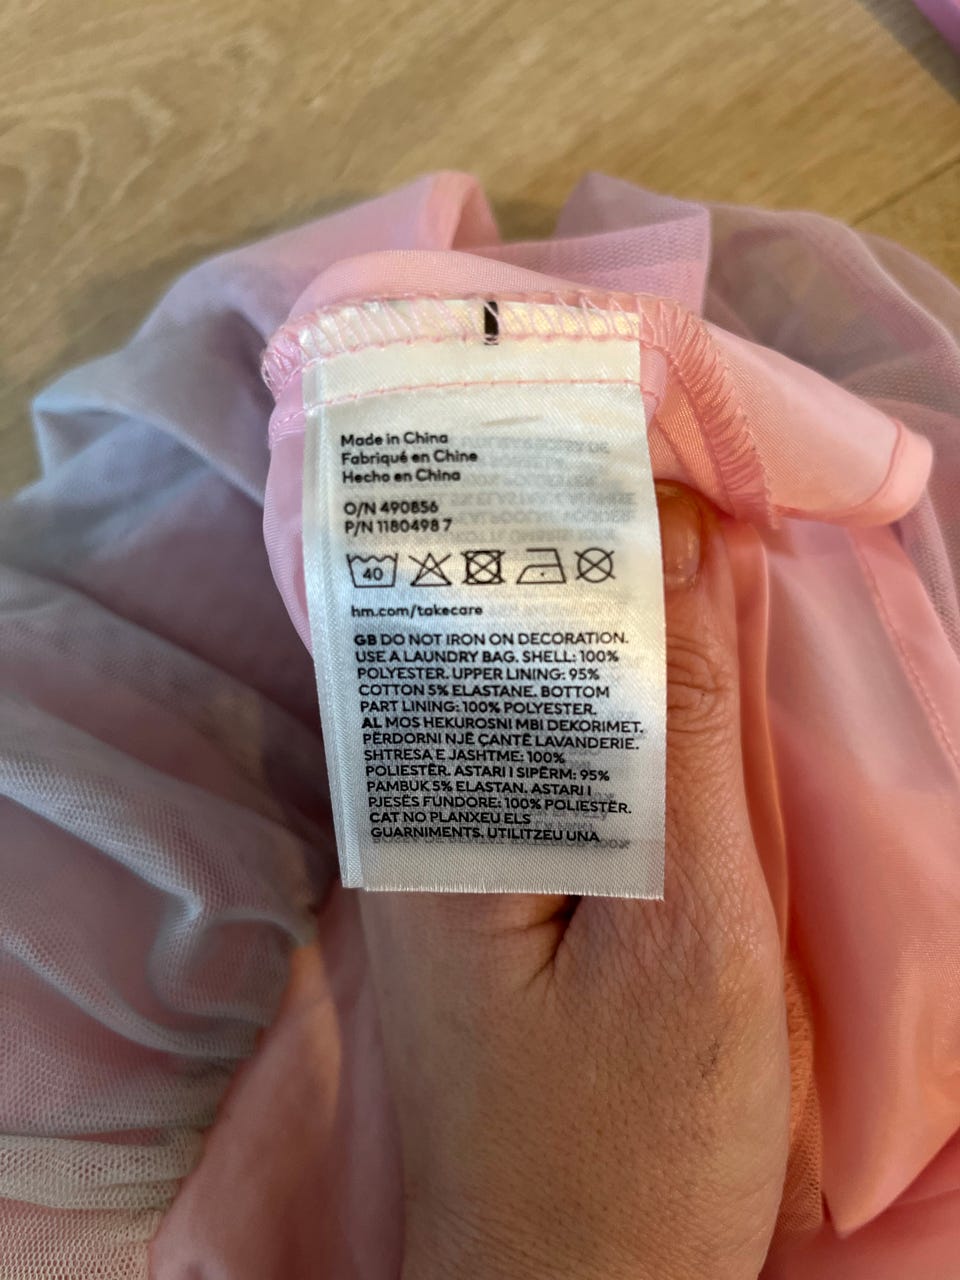 Made in China
Fabriqué en Chine
Hecho en China
O/N 490856
P/N 1180498 7
40
hm.com/takecare
GB DO NOT IRON ON DECORATION.
USE A LAUNDRY BAG. SHELL: 100%
POLYESTER. UPPER LINING: 95%
COTTON 5% ELASTANE. BOTTOM
PART LINING: 100% POLYESTER.
AL MOS HEKUROSNI MBI DEKORIMET.
PËRDORNI NJË ÇANTË LAVANDERIE.
SHTRESA E JASHTME: 100%
POLIESTËR. ASTARI I SIPËRM: 95%
PAMBUK 5% ELASTAN. ASTARI I
PJESËS FUNDORE: 100% POLIESTËR.
CAT NO PLANXEU ELS
GUARNIMENTS. UTILITZEU UNA